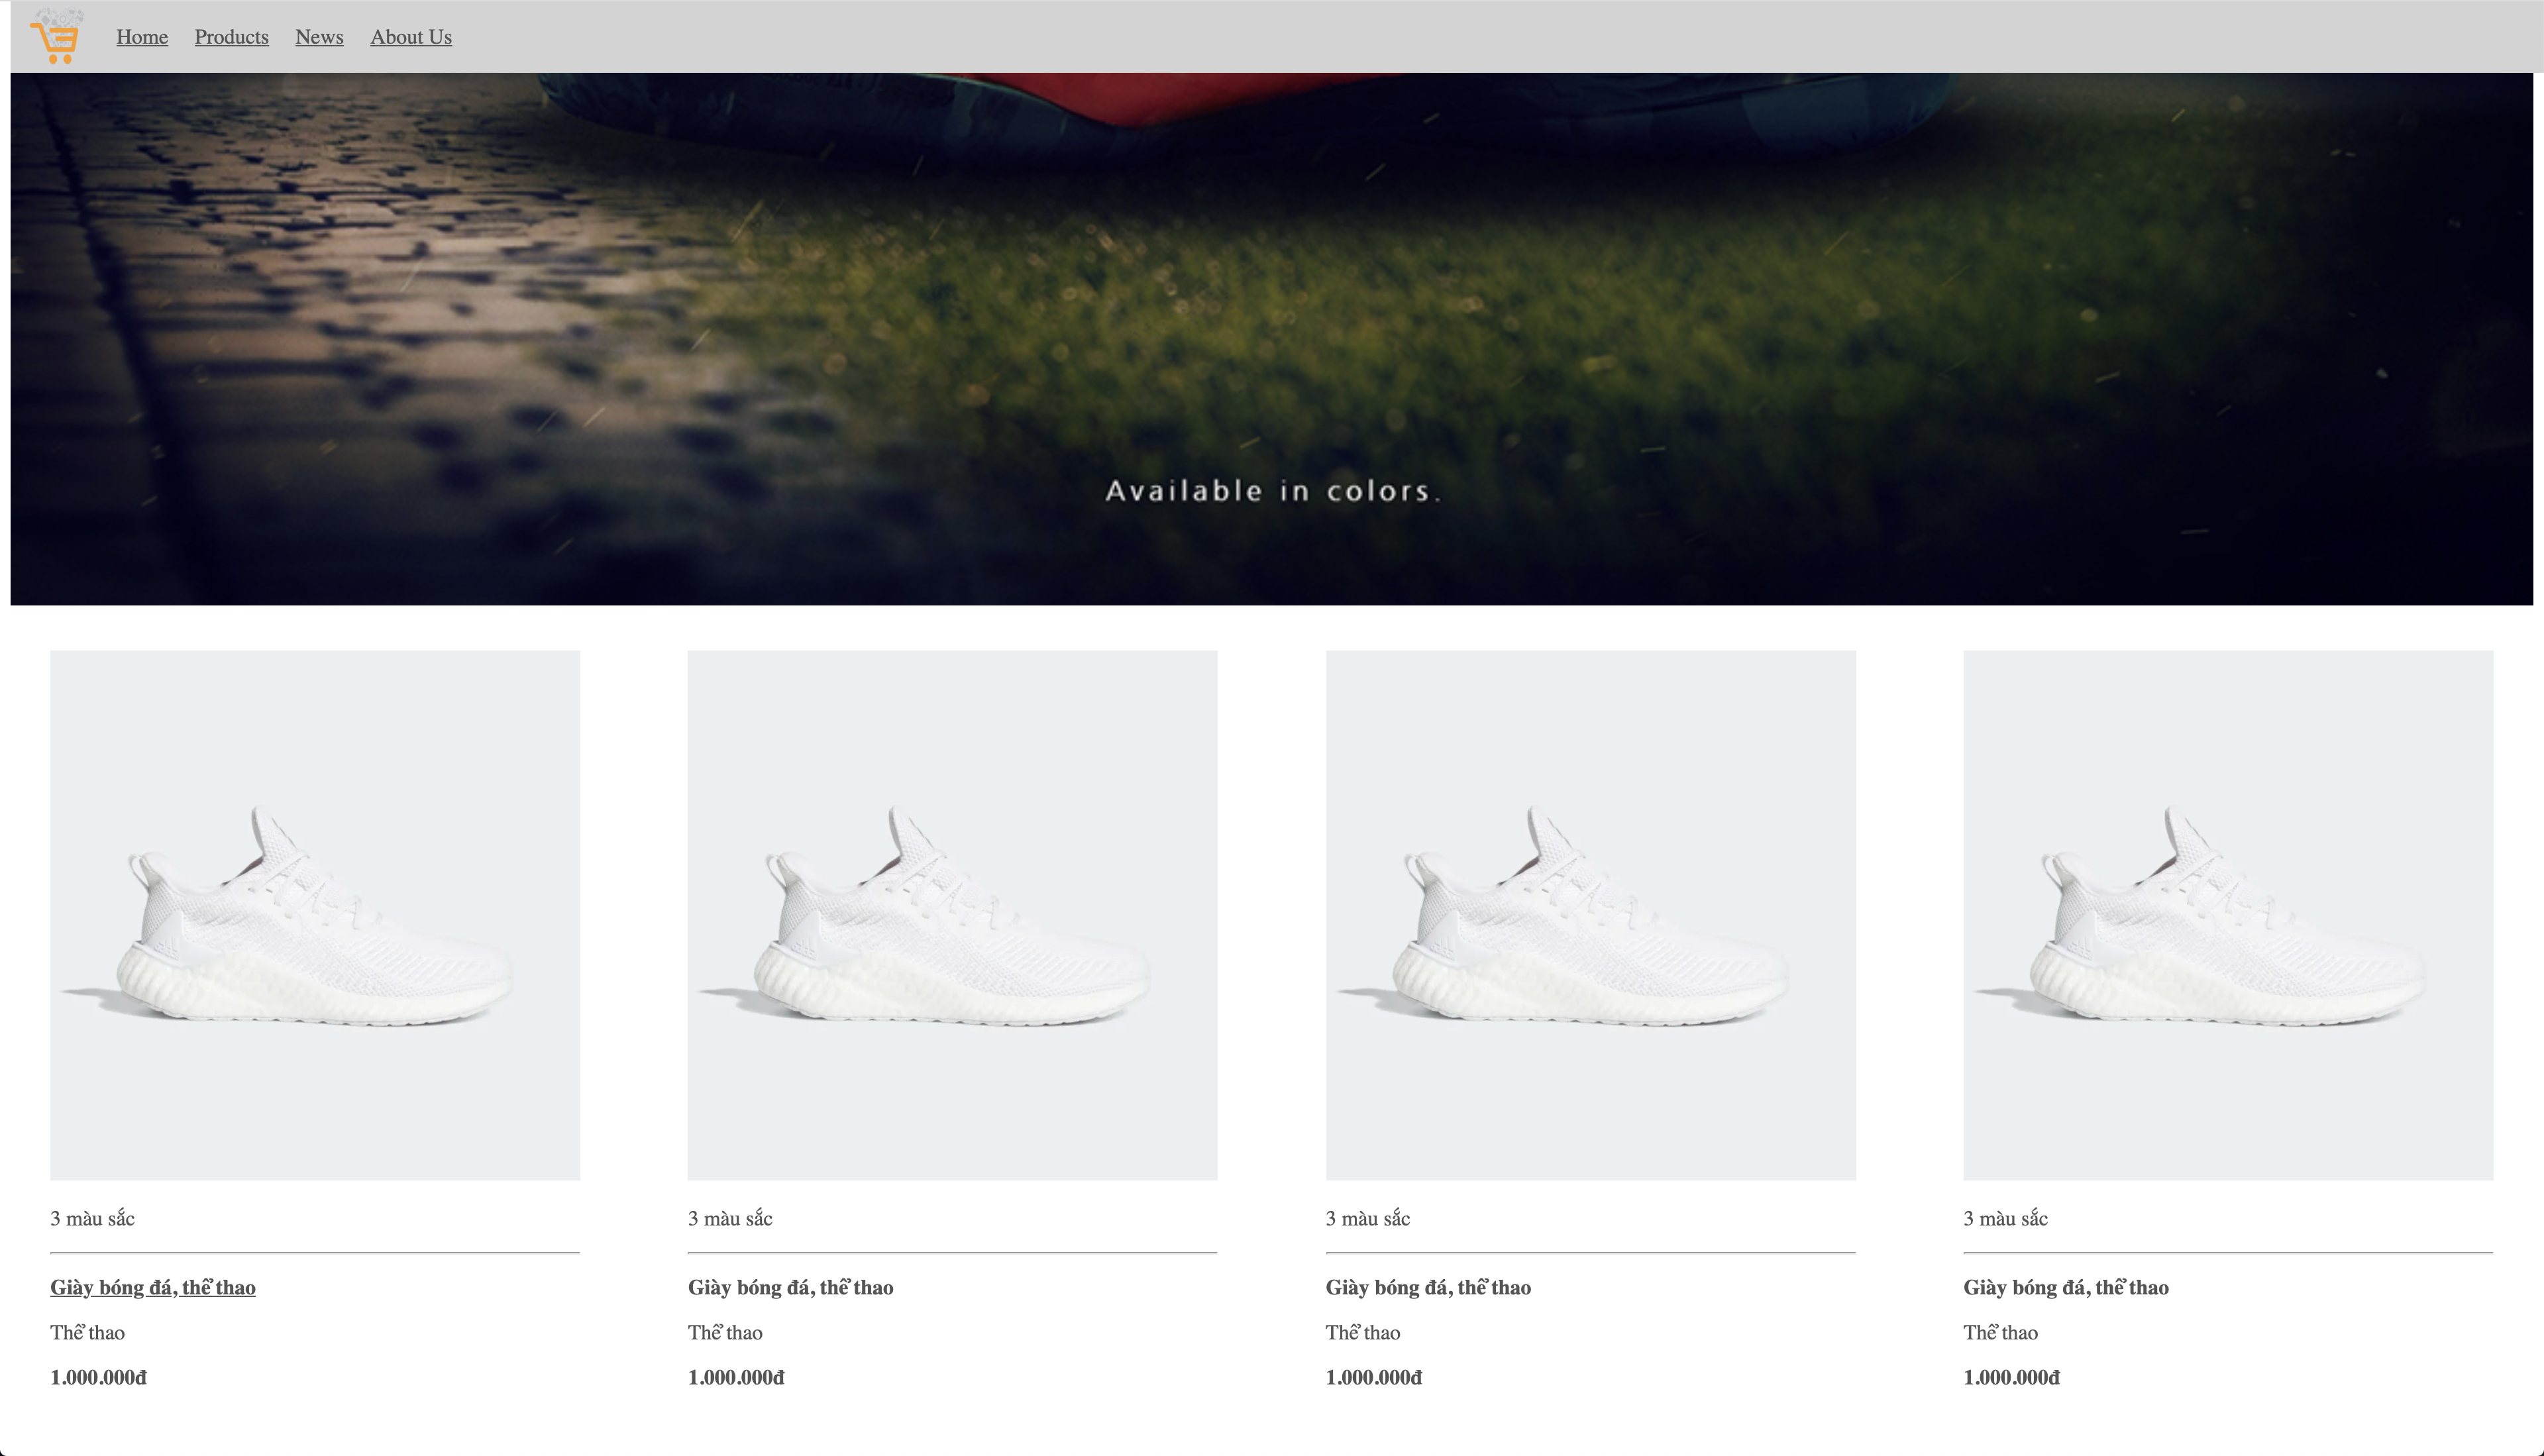 Home Products News About Us
Available in colors.
3 màu sắc 3 màu sắc 3 màu sắc 3 màu sắc
Giày bóng đá, thể thao Giày bóng đá, thể thao Giày bóng đá, thể thao Giày bóng đá, thể thao
Thể thao Thể thao Thể thao Thể thao
1.000.000đ 1.000.000đ 1.000.000đ 1.000.000đ